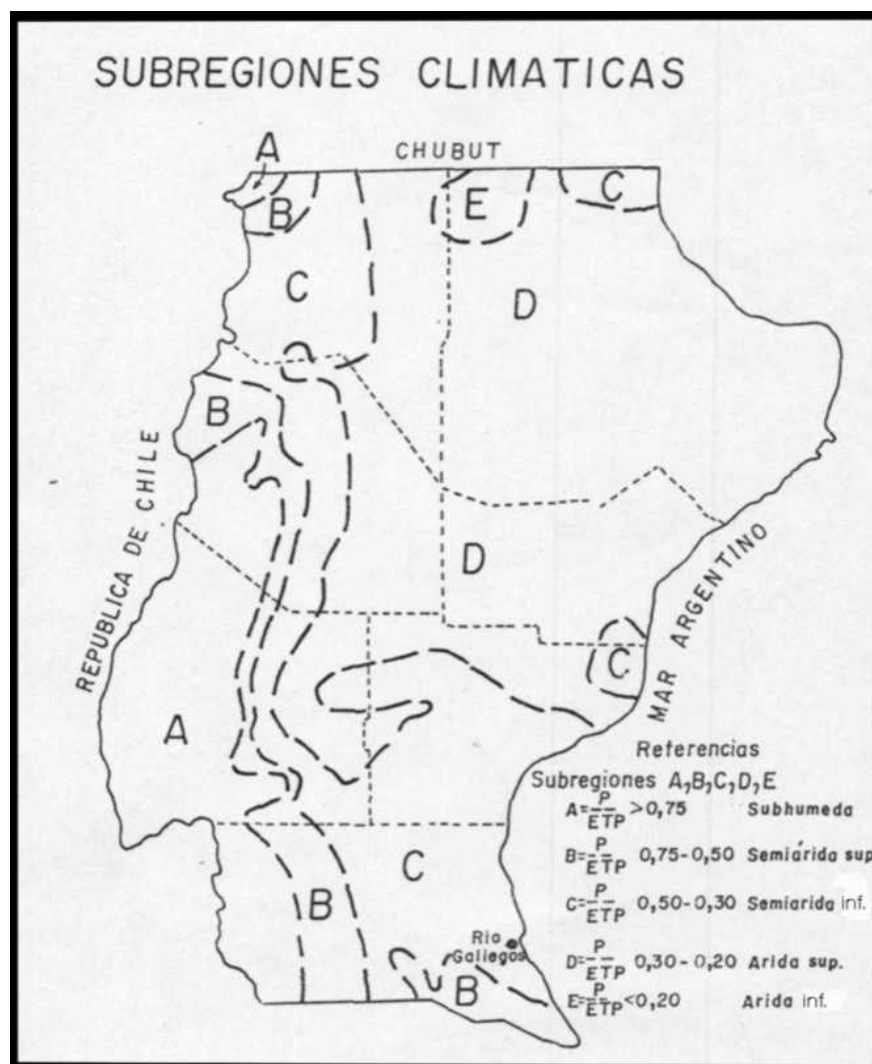 SUBREGIONES CLIMATICAS
CHUBUT
A
B
E
C
C
D
B
REPUBLICA DE CHILE
D
MAR ARGENTINO
C
A
C
B
Rio
Gallegos
B
Referencias
Subregiones A,B,C,D,E
A=P/ETP >0,75 Subhumeda
B=P/ETP 0,75-0,50 Semiárida sup.
C=P/ETP 0,50-0,30 Semiarida inf.
D=P/ETP 0,30-0,20 Arida sup.
E=P/ETP <0,20 Arida inf.